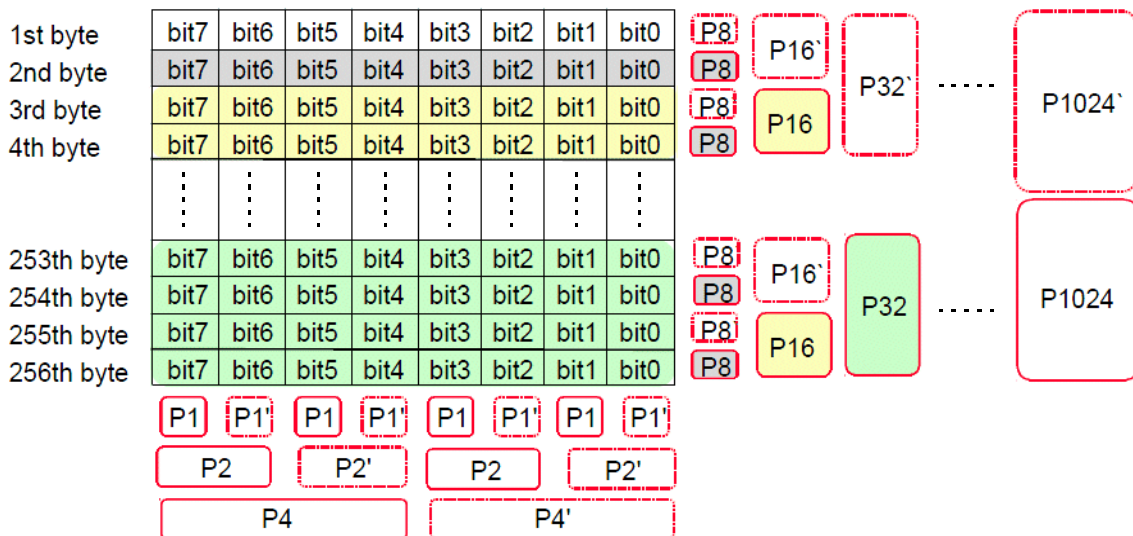 1st byte bit7 bit6 bit5 bit4 bit3 bit2 bit1 bit0 P8` P16` P32` ...... P1024`
2nd byte bit7 bit6 bit5 bit4 bit3 bit2 bit1 bit0 P8
3rd byte bit7 bit6 bit5 bit4 bit3 bit2 bit1 bit0 P8` P16
4th byte bit7 bit6 bit5 bit4 bit3 bit2 bit1 bit0 P8
253th byte bit7 bit6 bit5 bit4 bit3 bit2 bit1 bit0 P8` P16` P32 ...... P1024
254th byte bit7 bit6 bit5 bit4 bit3 bit2 bit1 bit0 P8
255th byte bit7 bit6 bit5 bit4 bit3 bit2 bit1 bit0 P8` P16
256th byte bit7 bit6 bit5 bit4 bit3 bit2 bit1 bit0 P8
P1 P1' P1 P1' P1 P1' P1 P1'
P2 P2' P2 P2'
P4 P4'